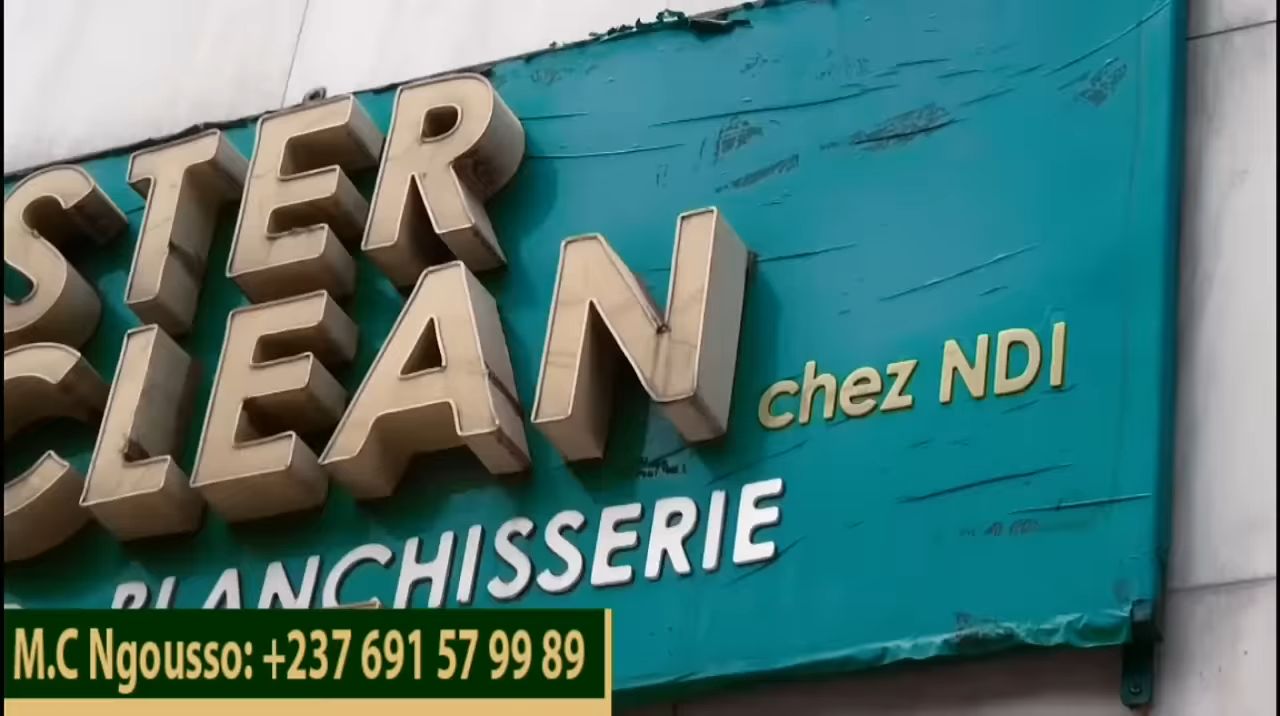 STER
CLEAN
chez NDI
BLANCHISSERIE
M.C Ngousso: +237 691 57 99 89